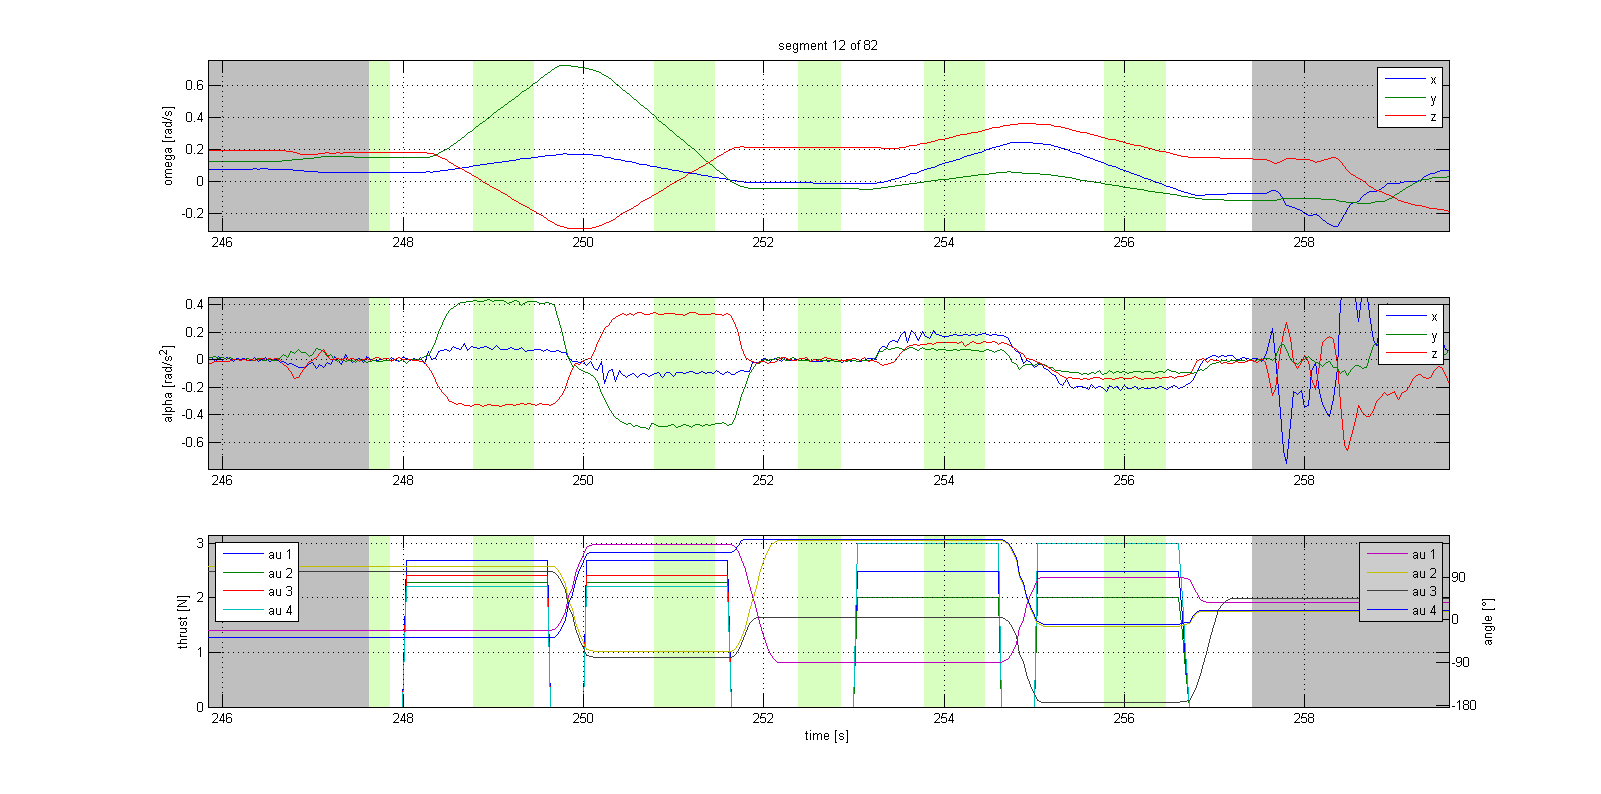 segment 12 of 82
omega [rad/s]
0.6
0.4
0.2
0
-0.2
x
y
z
246 248 250 252 254 256 258
alpha [rad/s²]
0.4
0.2
0
-0.2
-0.4
-0.6
x
y
z
246 248 250 252 254 256 258
thrust [N]
3
2
1
0
au 1
au 2
au 3
au 4
au 1
au 2
au 3
au 4
90
0
-90
-180
angle [°]
246 248 250 252 254 256 258
time [s]